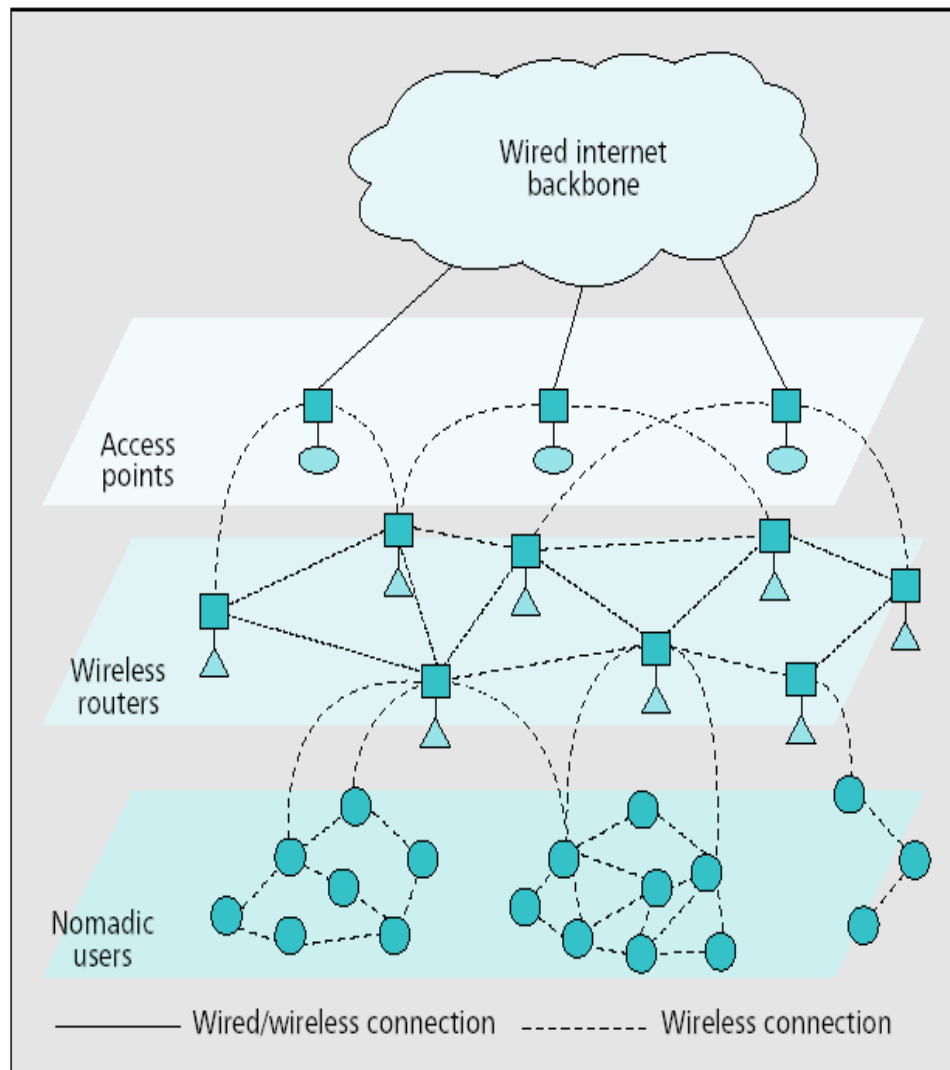 Wired internet
backbone
Access
points
Wireless
routers
Nomadic
users
Wired/wireless connection
Wireless connection